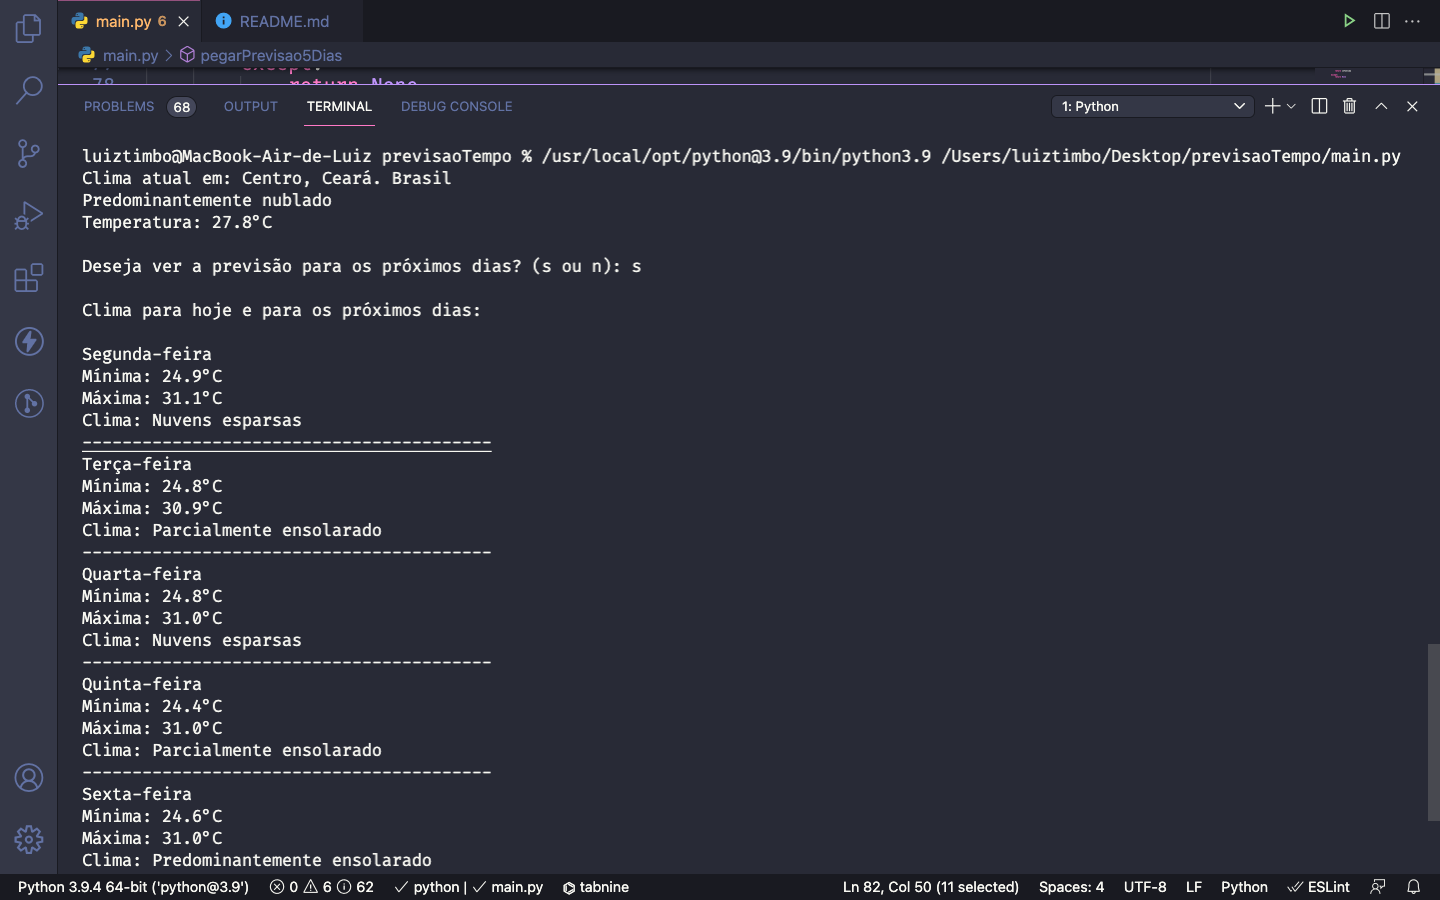 main.py 6
README.md
main.py > pegarPrevisao5Dias
78 return None
PROBLEMS 68 OUTPUT TERMINAL DEBUG CONSOLE
1: Python
luiztimbo@MacBook-Air-de-Luiz previsaoTempo % /usr/local/opt/python@3.9/bin/python3.9 /Users/luiztimbo/Desktop/previsaoTempo/main.py
Clima atual em: Centro, Ceará. Brasil
Predominantemente nublado
Temperatura: 27.8°C
Deseja ver a previsão para os próximos dias? (s ou n): s
Clima para hoje e para os próximos dias:
Segunda-feira
Mínima: 24.9°C
Máxima: 31.1°C
Clima: Nuvens esparsas
-----------------------------------------
Terça-feira
Mínima: 24.8°C
Máxima: 30.9°C
Clima: Parcialmente ensolarado
-----------------------------------------
Quarta-feira
Mínima: 24.8°C
Máxima: 31.0°C
Clima: Nuvens esparsas
-----------------------------------------
Quinta-feira
Mínima: 24.4°C
Máxima: 31.0°C
Clima: Parcialmente ensolarado
-----------------------------------------
Sexta-feira
Mínima: 24.6°C
Máxima: 31.0°C
Clima: Predominantemente ensolarado
Python 3.9.4 64-bit ('python@3.9') 0 6 62 python | main.py tabnine Ln 82, Col 50 (11 selected) Spaces: 4 UTF-8 LF Python ESLint